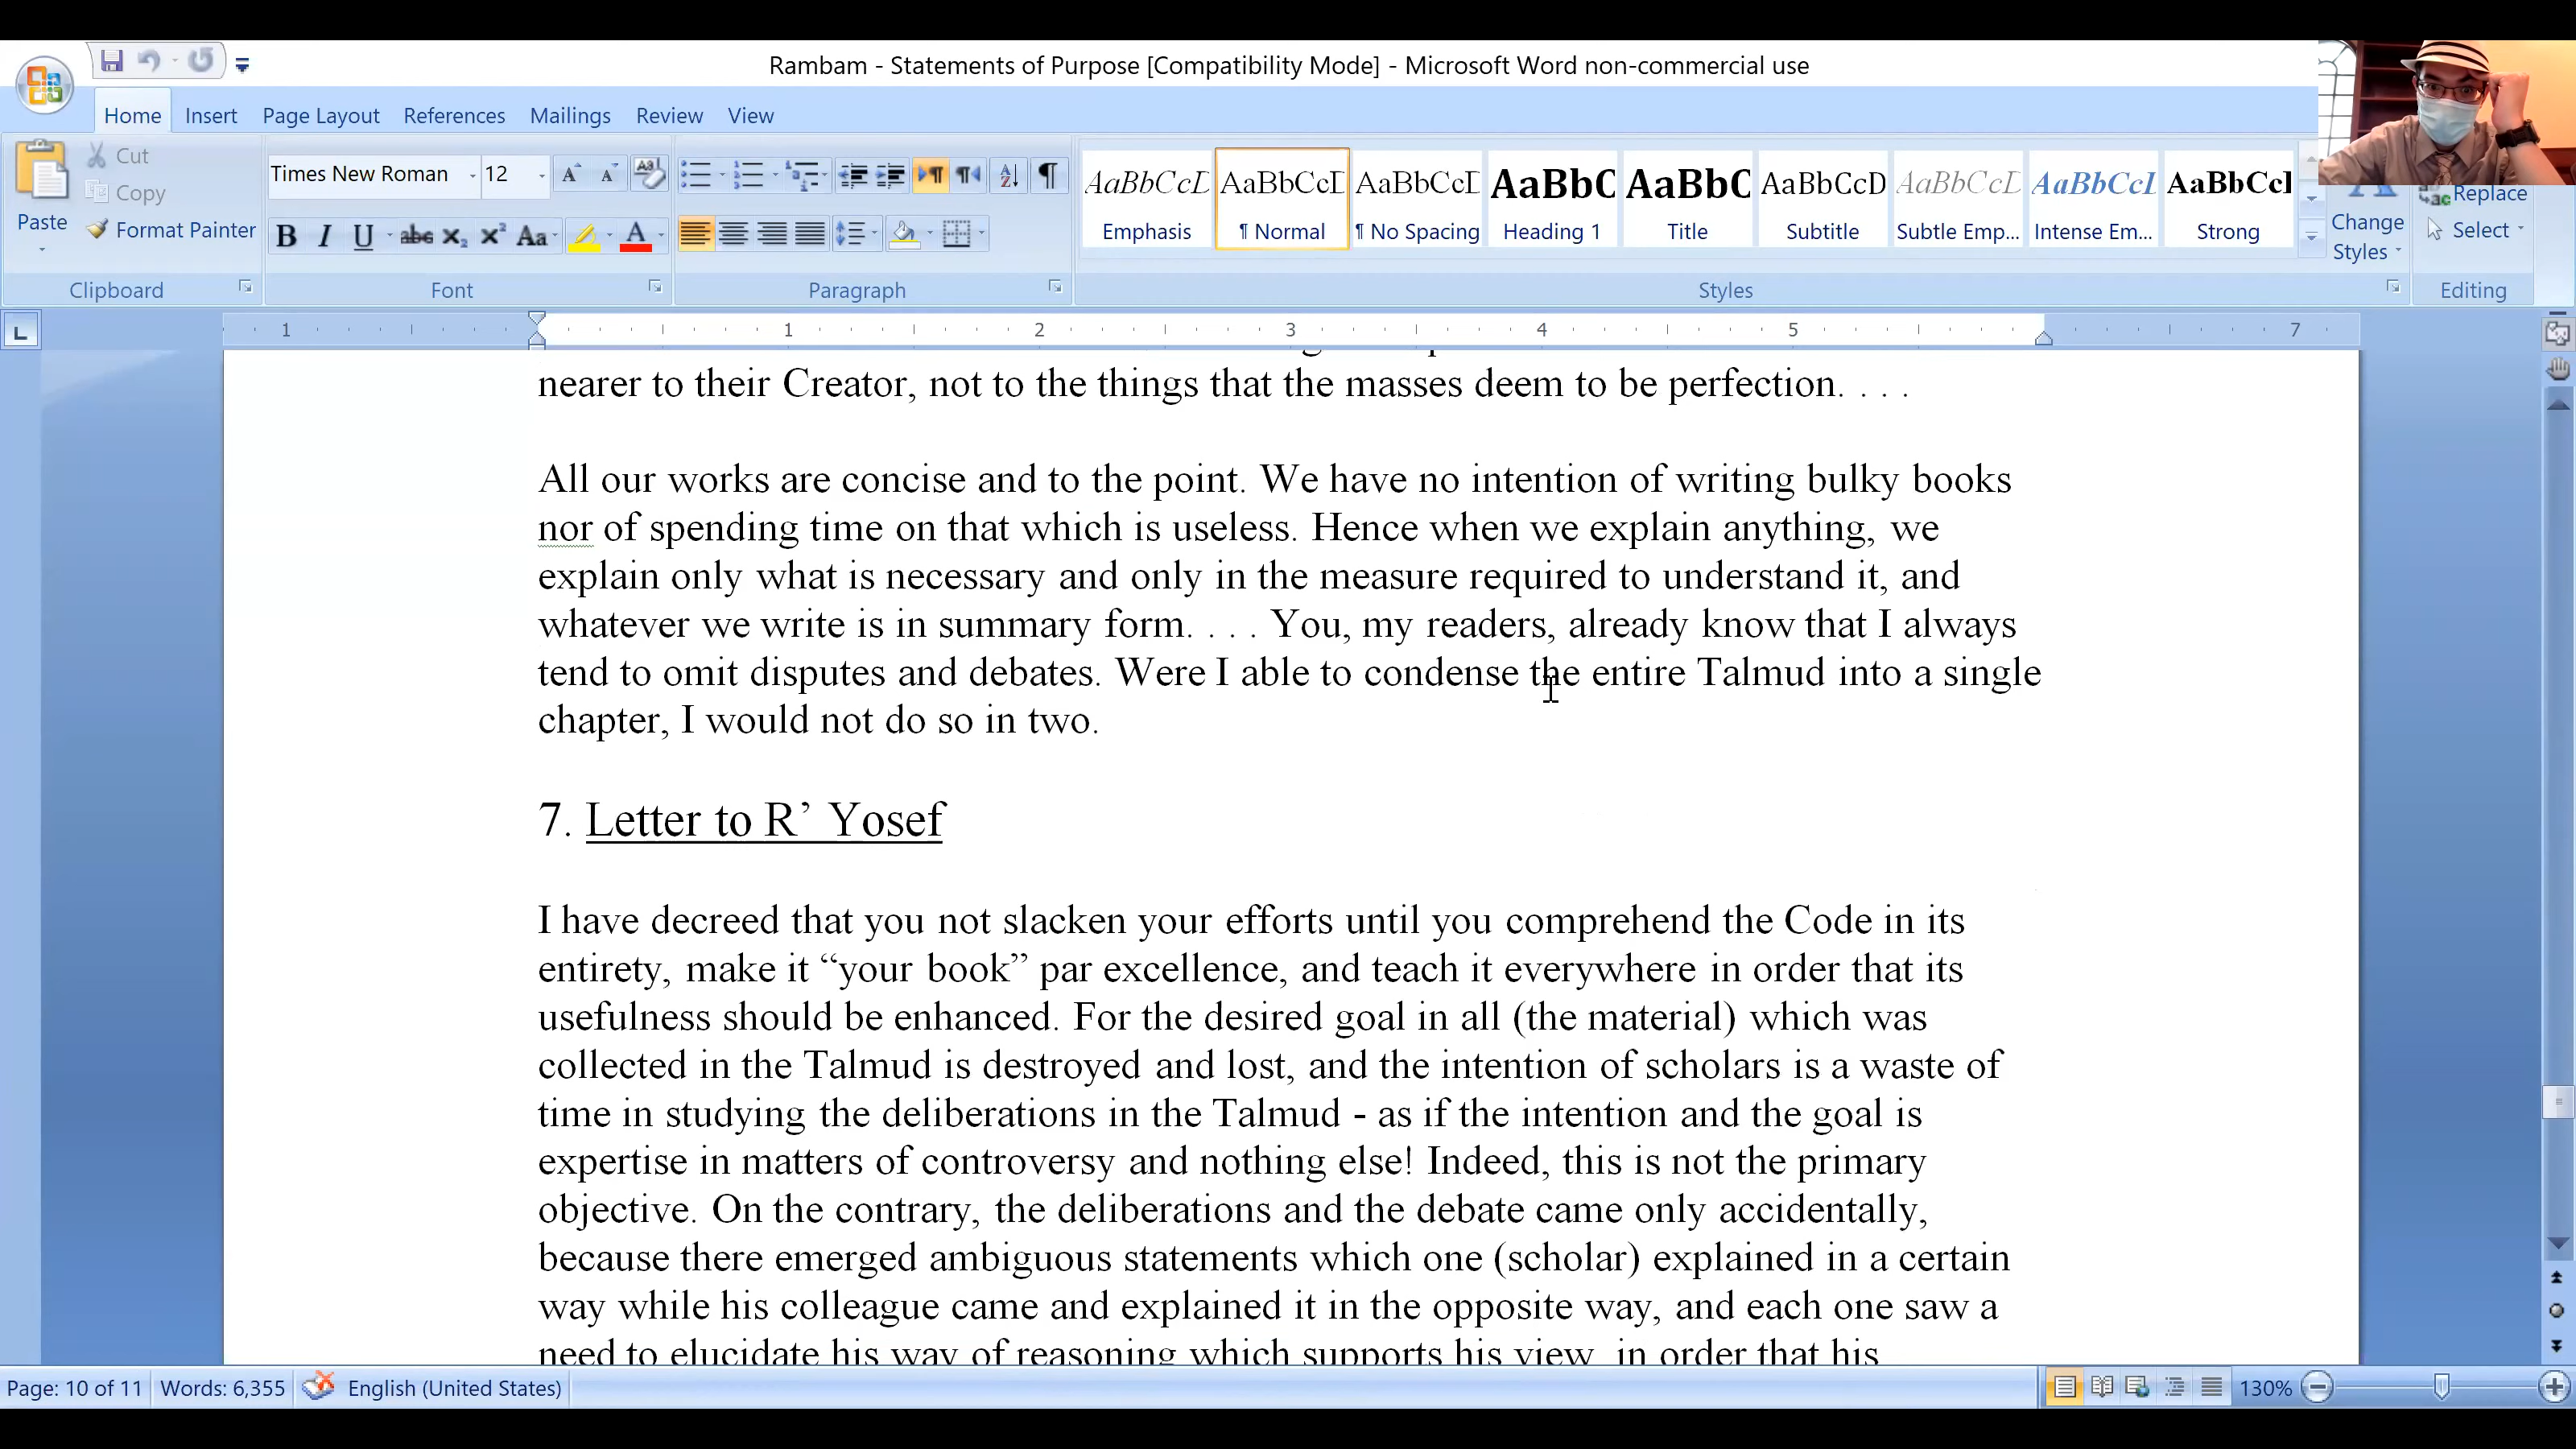 Rambam - Statements of Purpose [Compatibility Mode] - Microsoft Word non-commercial use
Home Insert Page Layout References Mailings Review View
Paste
Cut
Copy
Format Painter
Clipboard
Times New Roman 12
Font
Paragraph
AaBbCcD AaBbCcD AaBbCcD AaBbC AaBbC AaBbCcD AaBbCcD AaBbCcI AaBbCcI
Emphasis ¶ Normal ¶ No Spacing Heading 1 Title Subtitle Subtle Emp... Intense Em... Strong
Styles
Change
Styles
Replace
Select
Editing
1 1 2 3 4 5 7
nearer to their Creator, not to the things that the masses deem to be perfection. . . .
All our works are concise and to the point. We have no intention of writing bulky books
nor of spending time on that which is useless. Hence when we explain anything, we
explain only what is necessary and only in the measure required to understand it, and
whatever we write is in summary form. . . . You, my readers, already know that I always
tend to omit disputes and debates. Were I able to condense the entire Talmud into a single
chapter, I would not do so in two.
7. Letter to R’ Yosef
I have decreed that you not slacken your efforts until you comprehend the Code in its
entirety, make it “your book” par excellence, and teach it everywhere in order that its
usefulness should be enhanced. For the desired goal in all (the material) which was
collected in the Talmud is destroyed and lost, and the intention of scholars is a waste of
time in studying the deliberations in the Talmud - as if the intention and the goal is
expertise in matters of controversy and nothing else! Indeed, this is not the primary
objective. On the contrary, the deliberations and the debate came only accidentally,
because there emerged ambiguous statements which one (scholar) explained in a certain
way while his colleague came and explained it in the opposite way, and each one saw a
need to elucidate his way of reasoning which supports his view, in order that his
Page: 10 of 11 Words: 6,355 English (United States) 130%